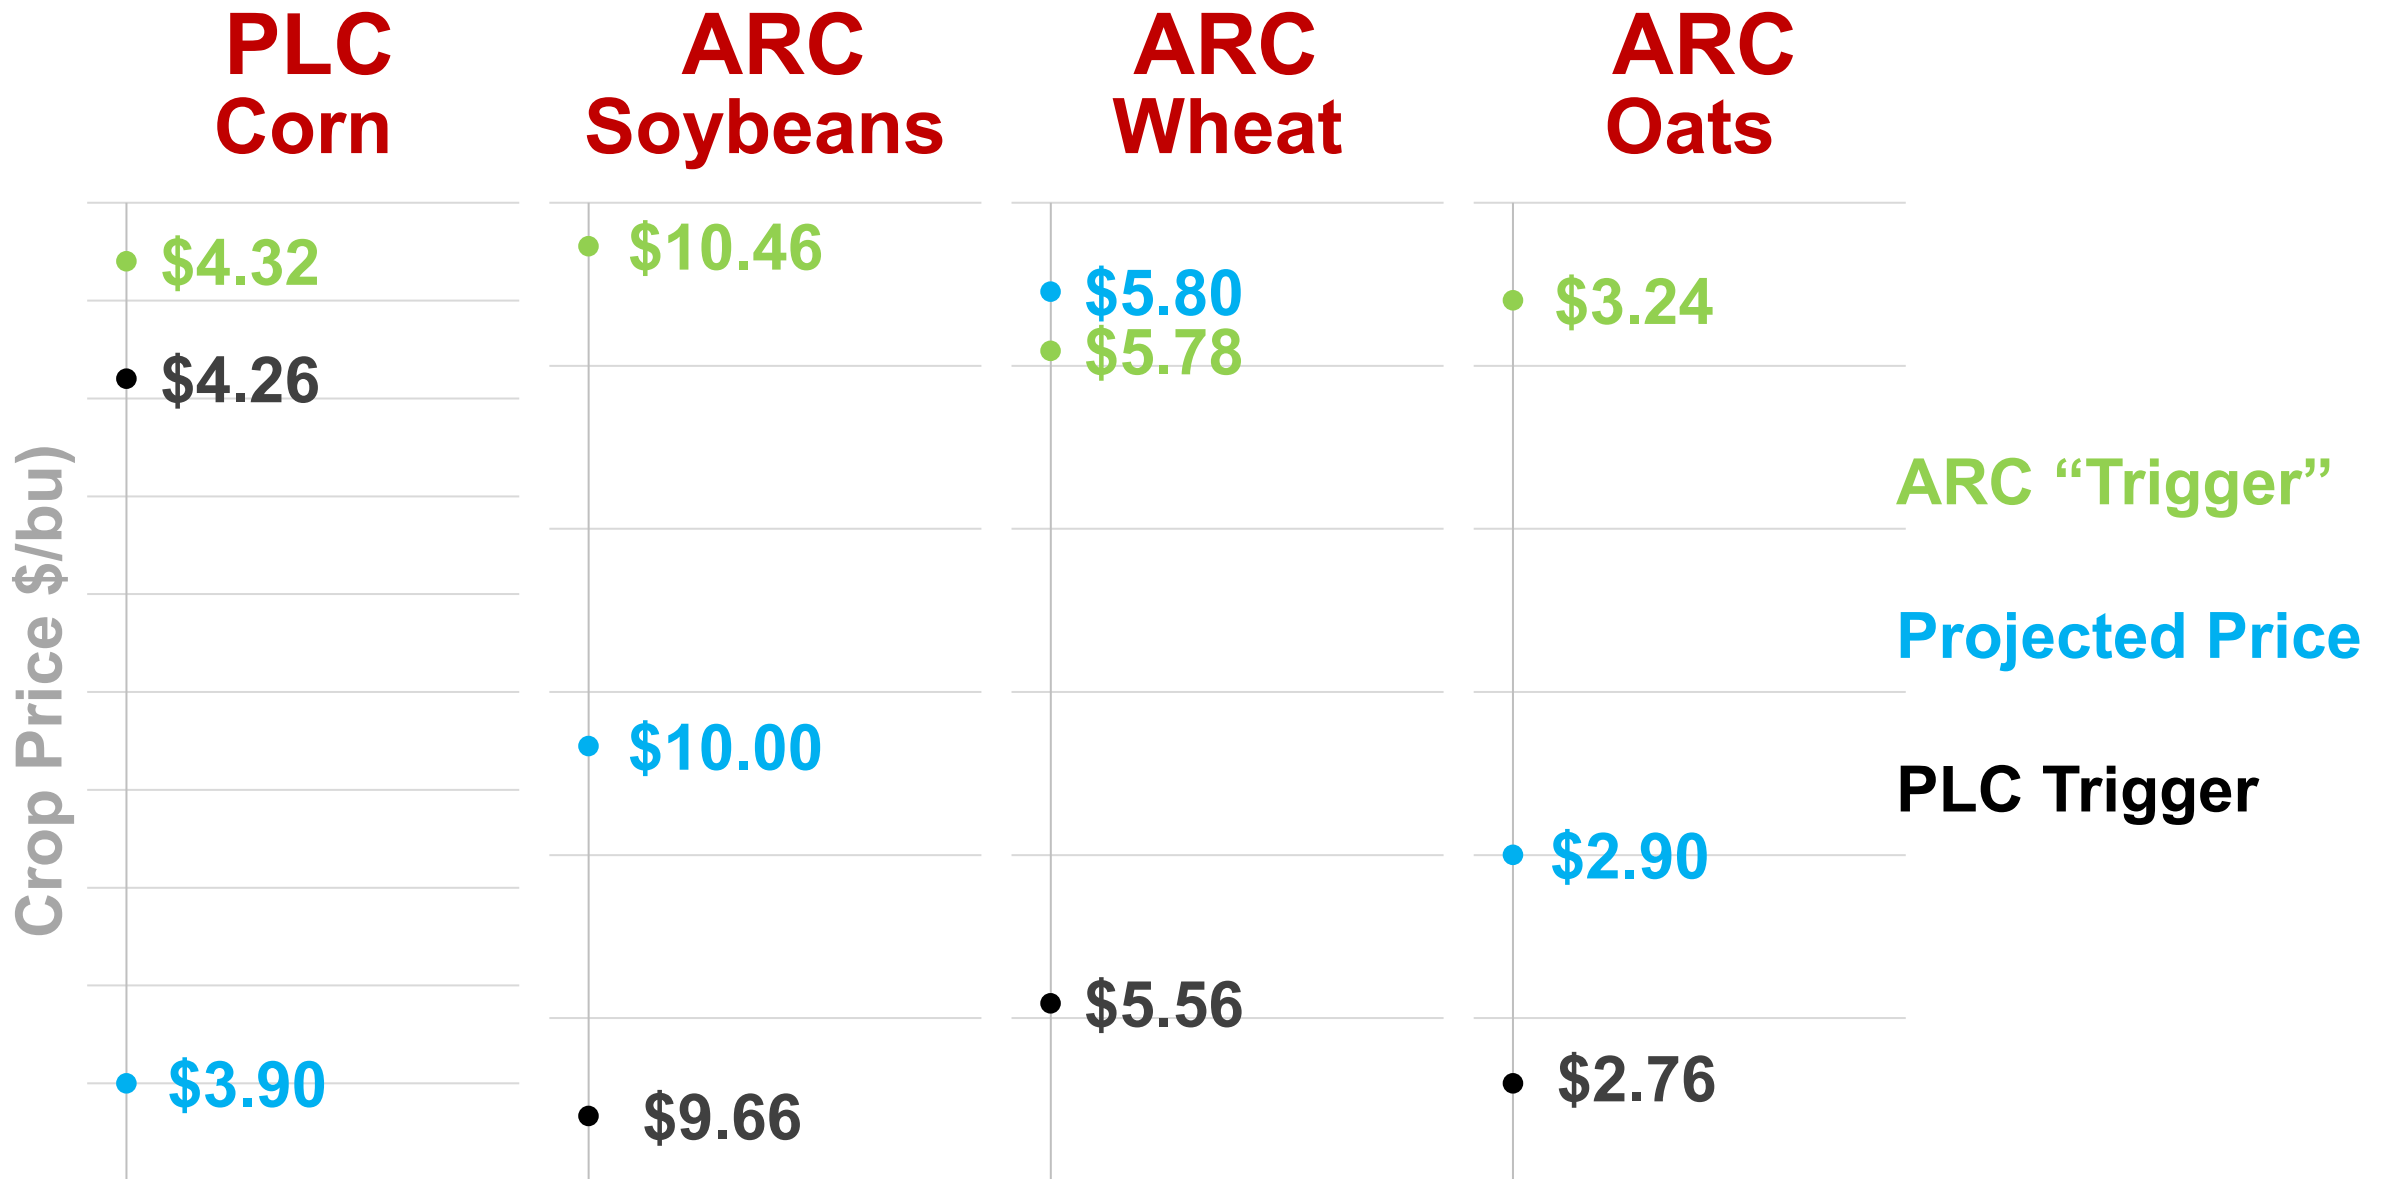 PLC
Corn
ARC
Soybeans
ARC
Wheat
ARC
Oats
Crop Price $/bu)
$4.32
$4.26
$3.90
$10.46
$10.00
$9.66
$5.80
$5.78
$5.56
$3.24
$2.90
$2.76
ARC “Trigger”
Projected Price
PLC Trigger